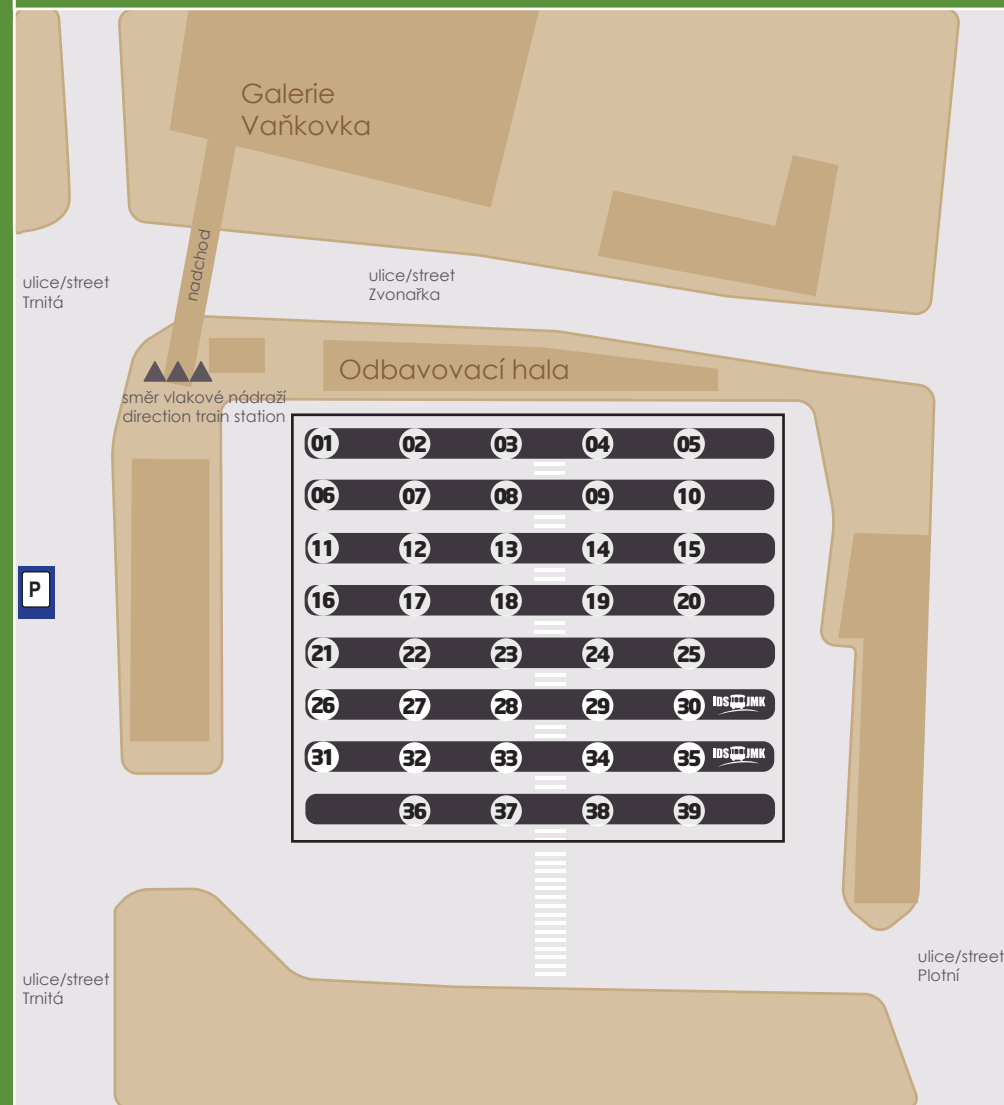 Galerie
Vaňkovka
nadchod
ulice/street
Trnitá
ulice/street
Zvonařka
Odbavovací hala
směr vlakové nádraží
direction train station
01 02 03 04 05
06 07 08 09 10
11 12 13 14 15
P
16 17 18 19 20
21 22 23 24 25
26 27 28 29 30 IDS JMK
31 32 33 34 35 IDS JMK
36 37 38 39
ulice/street
Plotní
ulice/street
Trnitá